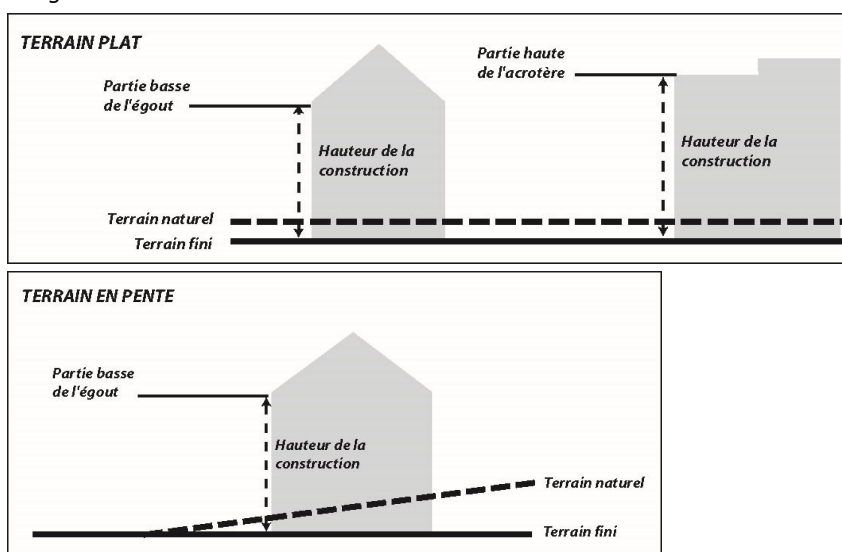 TERRAIN PLAT
Partie basse
de l'égout
Hauteur de la
construction
Partie haute
de l'acrotère
Hauteur de la
construction
Terrain naturel
Terrain fini
TERRAIN EN PENTE
Partie basse
de l'égout
Hauteur de la
construction
Terrain naturel
Terrain fini